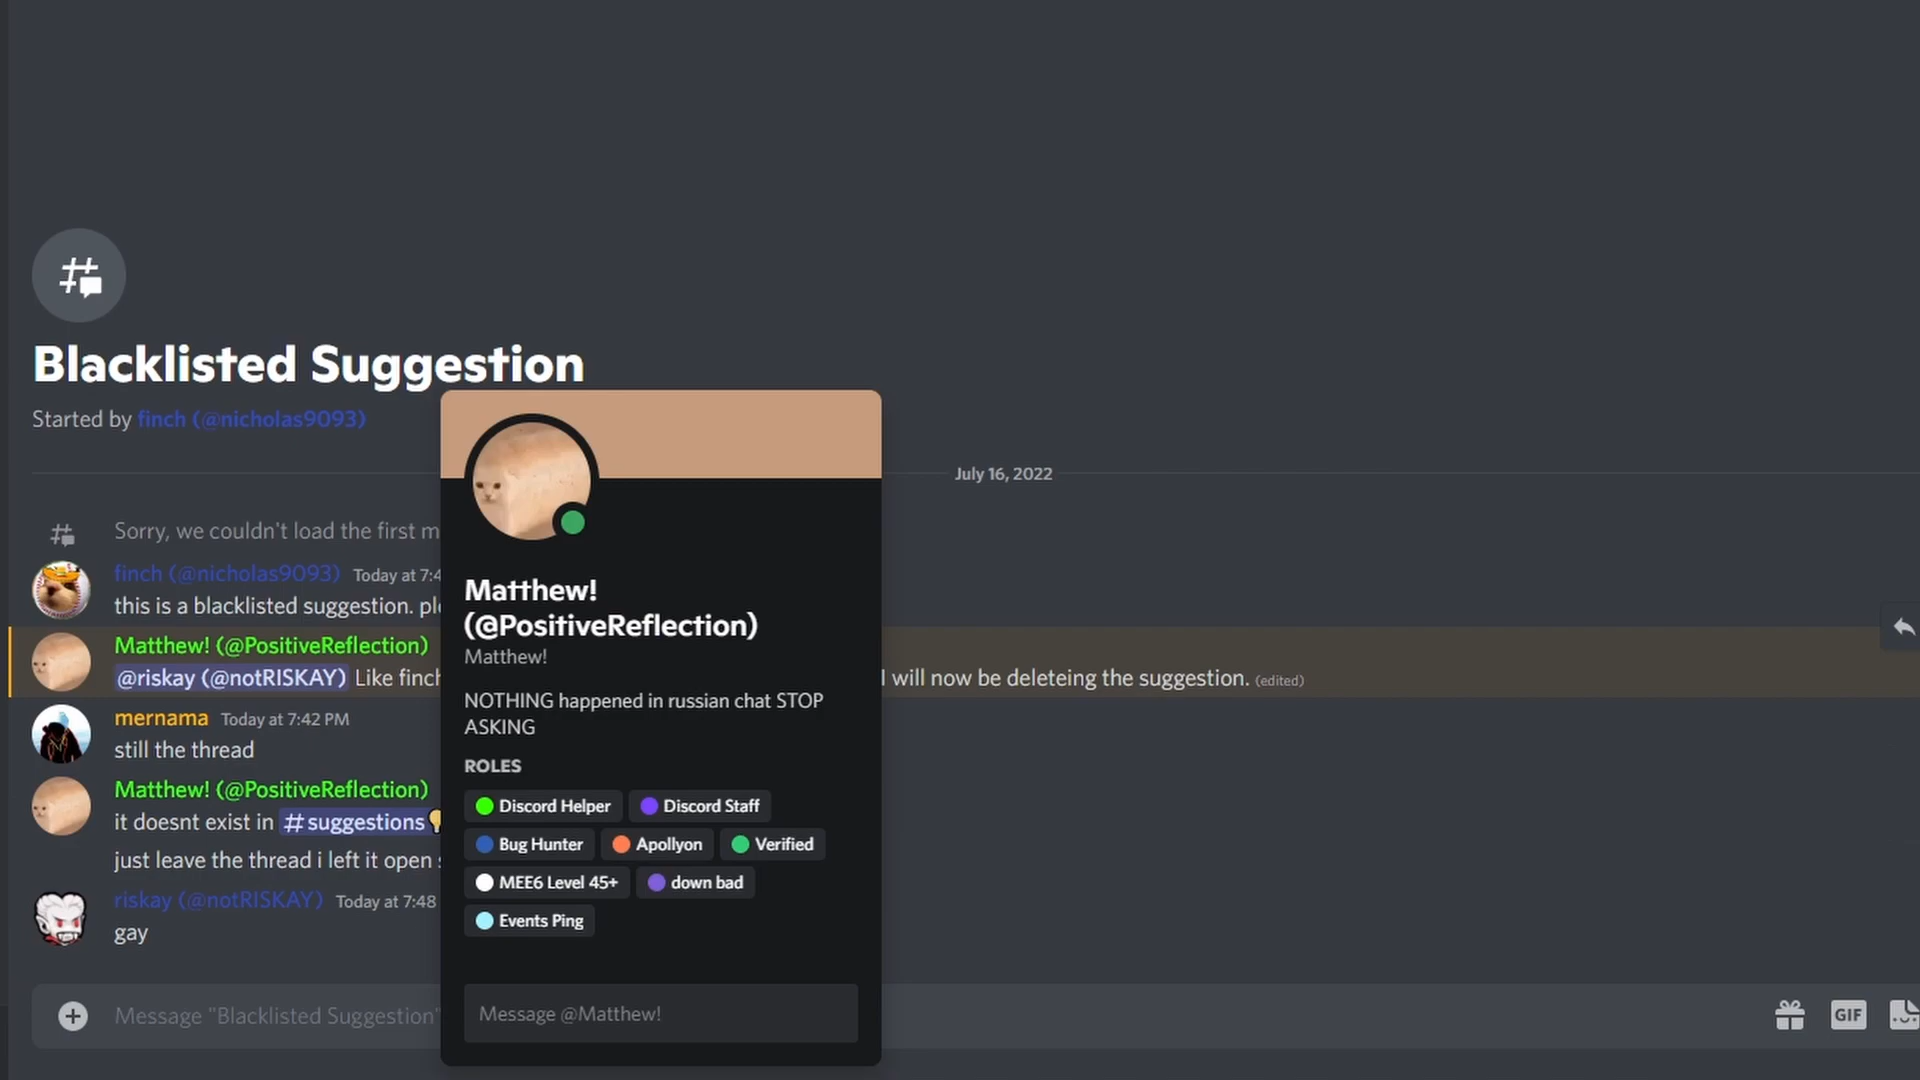 Blacklisted Suggestion
Started by finch (@nicholas9093)
July 16, 2022
Sorry, we couldn't load the first
finch (@nicholas9093) Today at
this is a blacklisted suggestion.
Matthew! (@PositiveReflection)
@riskay (@notRISKAY) Like finch
I will now be deleteing the suggestion. (edited)
mernama Today at 7:42 PM
still the thread
Matthew! (@PositiveReflection)
it doesnt exist in #suggestions
just leave the thread i left it open
riskay (@notRISKAY) Today at 7:48
gay
Message "Blacklisted Suggestion"
GIF
Matthew!
(@PositiveReflection)
Matthew!
NOTHING happened in russian chat STOP
ASKING
ROLES
Discord Helper Discord Staff
Bug Hunter Apollyon Verified
MEE6 Level 45+ down bad
Events Ping
Message @Matthew!